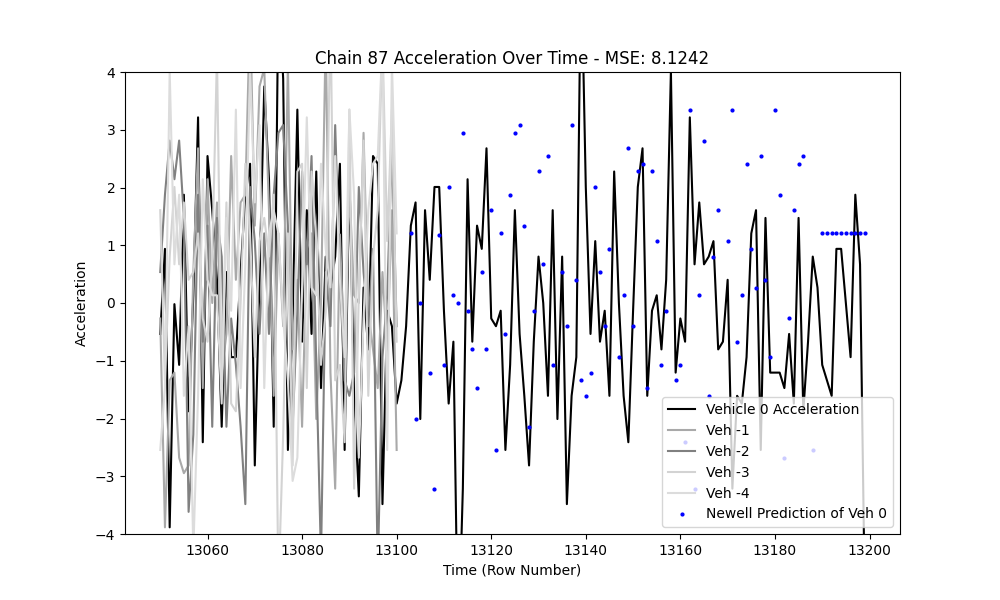 Chain 87 Acceleration Over Time - MSE: 8.1242
4
3
2
1
0
−1
−2
−3
−4
Acceleration
Vehicle 0 Acceleration
Veh -1
Veh -2
Veh -3
Veh -4
Newell Prediction of Veh 0
13060 13080 13100 13120 13140 13160 13180 13200
Time (Row Number)